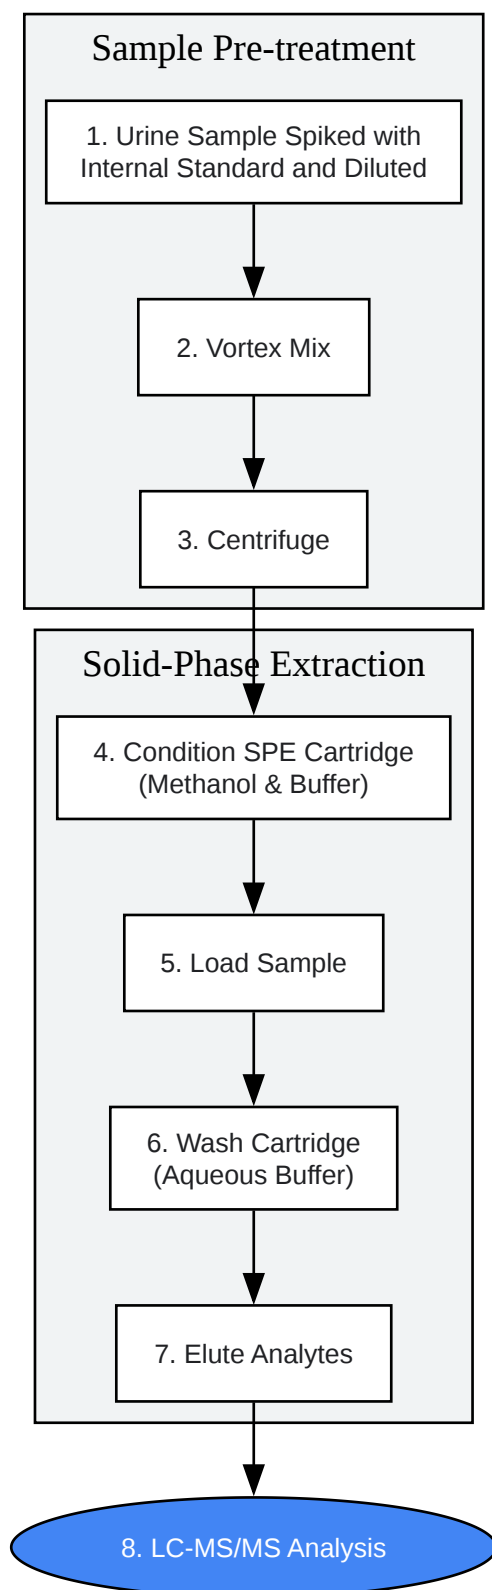 Sample Pre-treatment
1. Urine Sample Spiked with
Internal Standard and Diluted
2. Vortex Mix
3. Centrifuge
Solid-Phase Extraction
4. Condition SPE Cartridge
(Methanol & Buffer)
5. Load Sample
6. Wash Cartridge
(Aqueous Buffer)
7. Elute Analytes
8. LC-MS/MS Analysis